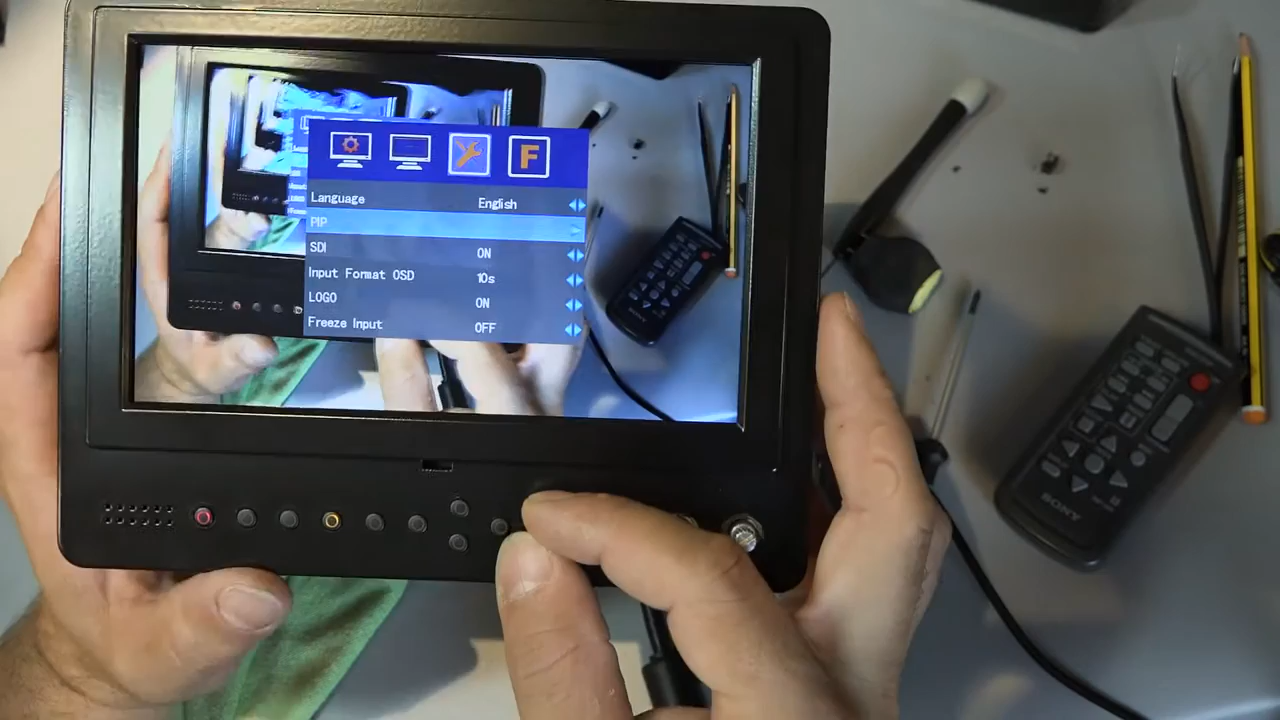 F
Language English
PIP
SDI ON
Input Format OSD 10s
LOGO ON
Freeze Input OFF
SONY